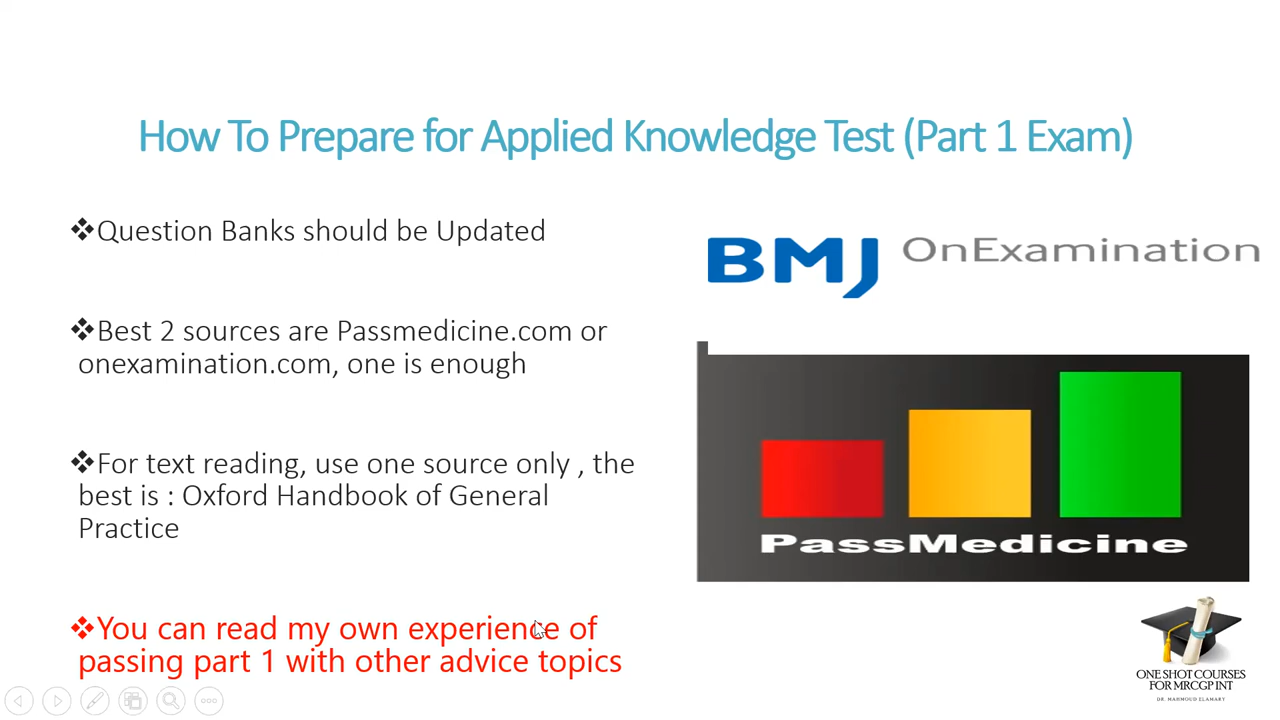 How To Prepare for Applied Knowledge Test (Part 1 Exam)
❖Question Banks should be Updated
❖Best 2 sources are Passmedicine.com or
onexamination.com, one is enough
❖For text reading, use one source only , the
best is : Oxford Handbook of General
Practice
❖You can read my own experience of
passing part 1 with other advice topics
BMJ OnExamination
PassMedicine
ONE SHOT COURSES
FOR MRCGP INT
DR. MAHMOUD ELAMARY